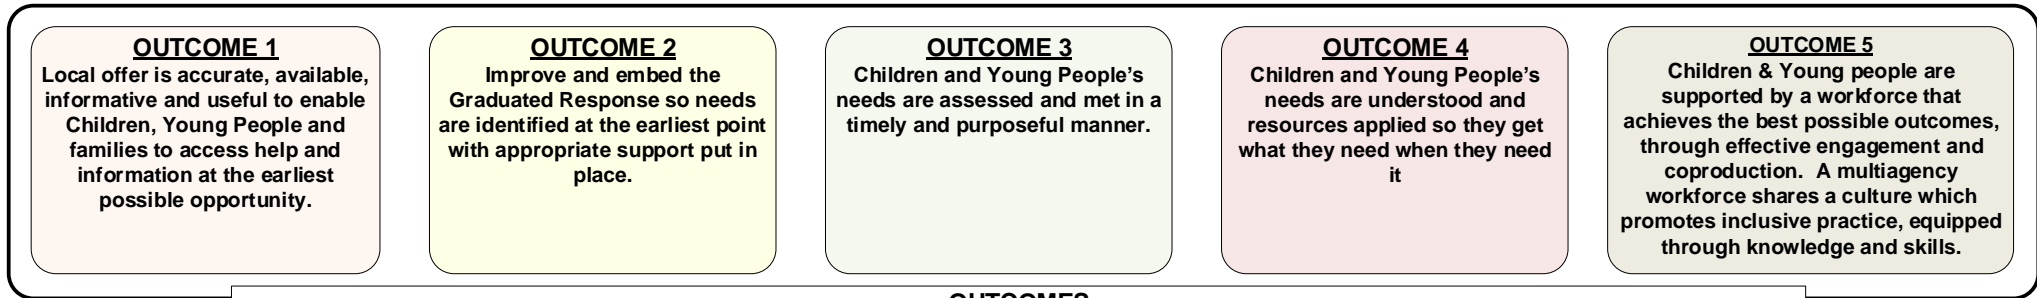 OUTCOME 1
Local offer is accurate, available,
informative and useful to enable
Children, Young People and
families to access help and
information at the earliest
possible opportunity.
OUTCOME 2
Improve and embed the
Graduated Response so needs
are identified at the earliest point
with appropriate support put in
place.
OUTCOME 3
Children and Young People’s
needs are assessed and met in a
timely and purposeful manner.
OUTCOME 4
Children and Young People’s
needs are understood and
resources applied so they get
what they need when they need
it
OUTCOME 5
Children & Young people are
supported by a workforce that
achieves the best possible outcomes,
through effective engagement and
coproduction.  A multiagency
workforce shares a culture which
promotes inclusive practice, equipped
through knowledge and skills.
OUTCOMES